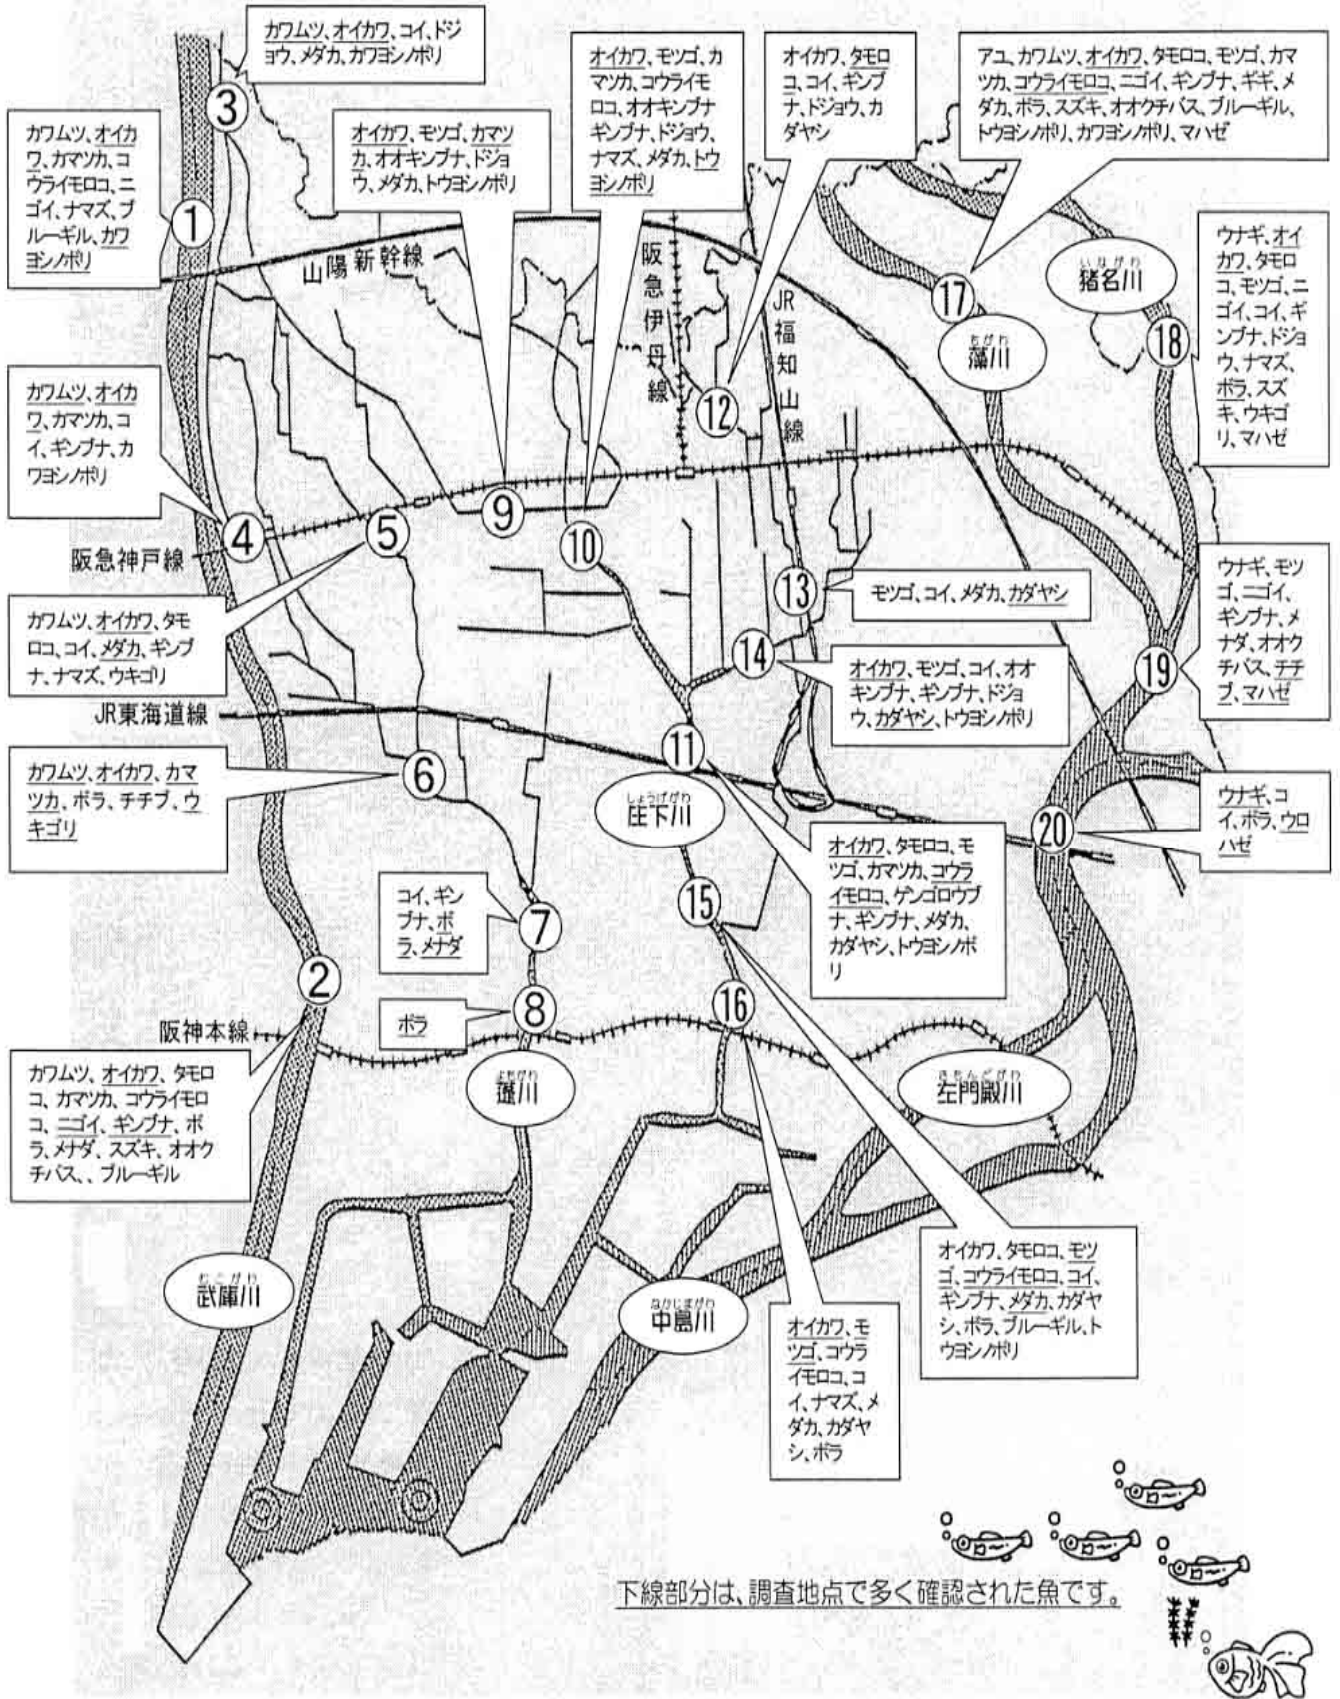 カワムツ、オイカワ、コイ、ドジ
ョウ、メダカ、カワヨシノボリ
③
オイカワ、モツゴ、カ
マツカ、コウライモ
ロコ、オオキンブナ
ギンブナ、ドジョウ、
ナマズ、メダカ、トウ
ヨシノボリ
オイカワ、タモロ
コ、コイ、ギンブ
ナ、ドジョウ、カ
ダヤシ
アユ、カワムツ、オイカワ、タモロコ、モツゴ、カマ
ツカ、コウライモロコ、ニゴイ、ギンブナ、ギギ、メ
ダカ、ボラ、スズキ、オオクチバス、ブルーギル、
トウヨシノボリ、カワヨシノボリ、マハゼ
カワムツ、オイカ
ワ、カマツカ、コ
ウライモロコ、ニ
ゴイ、ナマズ、ブ
ルーギル、カワ
ヨシノボリ
①
オイカワ、モツゴ、カマツ
カ、オオキンブナ、ドジョ
ウ、メダカ、トウヨシノボリ
山陽新幹線
阪急伊丹線
JR福知山線
⑰
いながわ
猪名川
もがわ
藻川
⑱
ウナギ、オイ
カワ、タモロ
コ、モツゴ、ニ
ゴイ、コイ、ギ
ンブナ、ドジョ
ウ、ナマズ、
ボラ、スズ
キ、ウキゴ
リ、マハゼ
カワムツ、オイカ
ワ、カマツカ、コ
イ、ギンブナ、カ
ワヨシノボリ
④
⑤
⑨
⑩
⑫
阪急神戸線
⑬
モツゴ、コイ、メダカ、カダヤシ
ウナギ、モツ
ゴ、ニゴイ、
ギンブナ、メ
ナダ、オオク
チバス、チチ
ブ、マハゼ
カワムツ、オイカワ、タモ
ロコ、コイ、メダカ、ギンブ
ナ、ナマズ、ウキゴリ
⑭
オイカワ、モツゴ、コイ、オオ
キンブナ、ギンブナ、ドジョ
ウ、カダヤシ、トウヨシノボリ
⑲
JR東海道線
⑪
カワムツ、オイカワ、カマ
ツカ、ボラ、チチブ、ウ
キゴリ
⑥
しょうげがわ
庄下川
⑳
ウナギ、コ
イ、ボラ、ウロ
ハゼ
オイカワ、タモロコ、モ
ツゴ、カマツカ、コウラ
イモロコ、ゲンゴロウブ
ナ、ギンブナ、メダカ、
カダヤシ、トウヨシノボ
リ
コイ、ギン
ブナ、ボ
ラ、メナダ
⑦
⑮
②
⑧
ボラ
⑯
阪神本線
カワムツ、オイカワ、タモロ
コ、カマツカ、コウライモロ
コ、ニゴイ、ギンブナ、ボ
ラ、メナダ、スズキ、オオク
チバス、、ブルーギル
よもがわ
蓬川
さもんどがわ
左門殿川
むこがわ
武庫川
なかじまがわ
中島川
オイカワ、タモロコ、モツ
ゴ、コウライモロコ、コイ、
ギンブナ、メダカ、カダヤ
シ、ボラ、ブルーギル、ト
ウヨシノボリ
オイカワ、モ
ツゴ、コウラ
イモロコ、コ
イ、ナマズ、メ
ダカ、カダヤ
シ、ボラ
下線部分は、調査地点で多く確認された魚です。